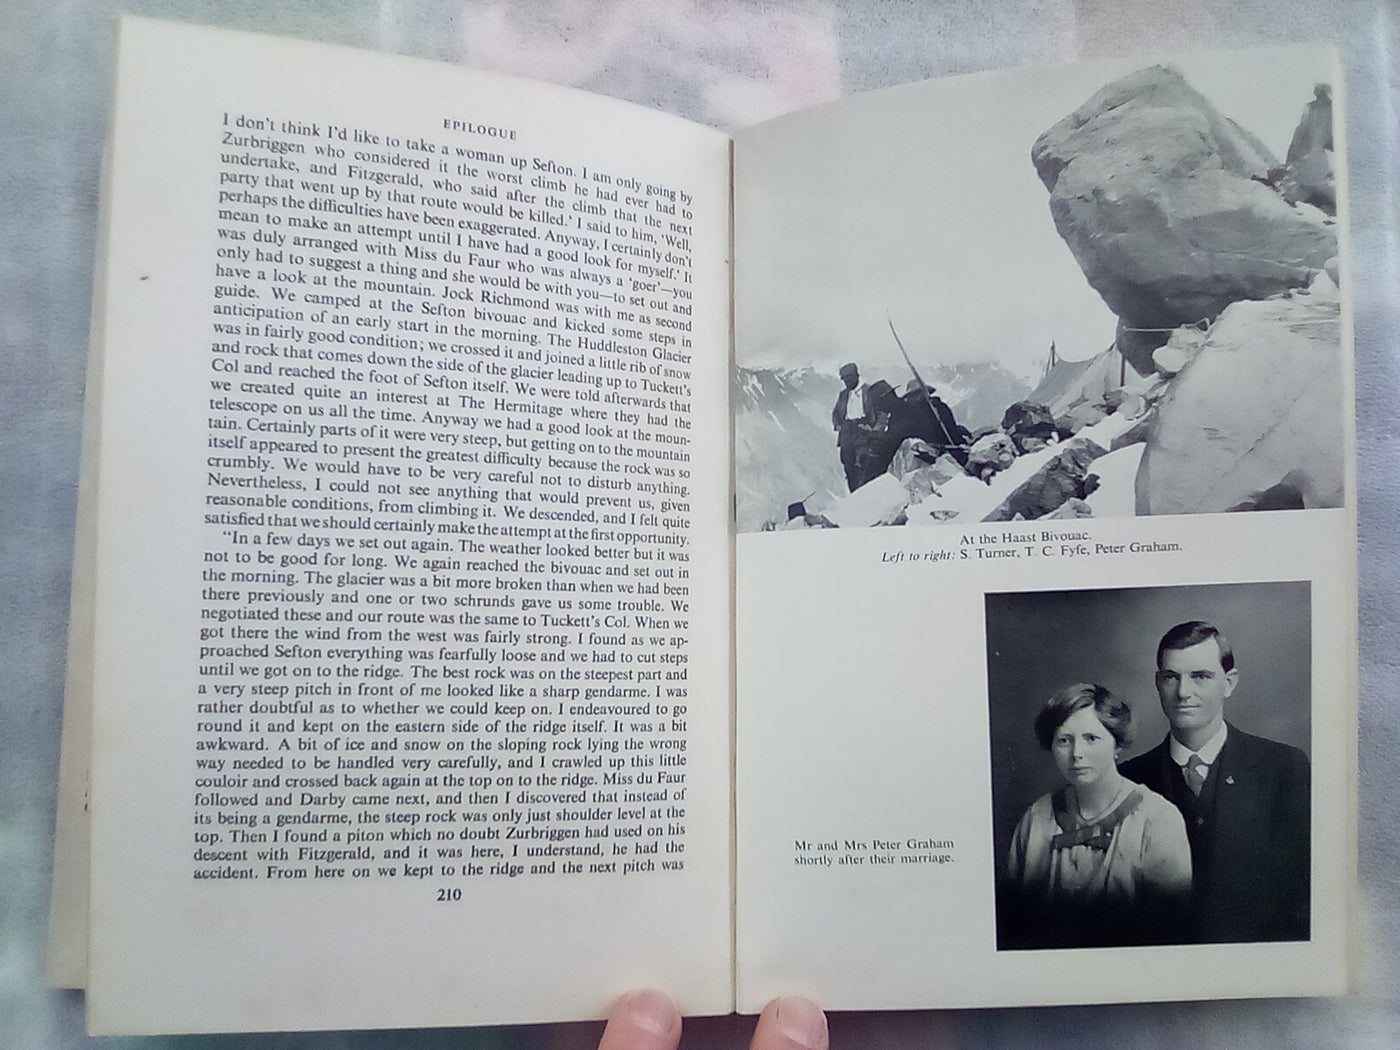 EPILOGUE
I don't think I'd like to take a woman up Sefton. I am only going by
Zurbriggen who considered it the worst climb he had ever had to
undertake, and Fitzgerald, who said after the climb that the next
party that went up by that route would be killed.' I said to him, 'Well,
perhaps the difficulties have been exaggerated. Anyway, I certainly don't
mean to make an attempt until I have had a good look for myself.' It
was duly arranged with Miss du Faur who was always a 'goer'—you
only had to suggest a thing and she would be with you—to set out and
have a look at the mountain. Jock Richmond was with me as second
guide. We camped at the Sefton bivouac and kicked some steps in
anticipation of an early start in the morning. The Huddleston Glacier
was in fairly good condition; we crossed it and joined a little rib of snow
and rock that comes down the side of the glacier leading up to Tuckett's
Col and reached the foot of Sefton itself. We were told afterwards that
we created quite an interest at The Hermitage where they had the
telescope on us all the time. Anyway we had a good look at the moun-
tain. Certainly parts of it were very steep, but getting on to the mountain
itself appeared to present the greatest difficulty because the rock was so
crumbly. We would have to be very careful not to disturb anything.
Nevertheless, I could not see anything that would prevent us, given
reasonable conditions, from climbing it. We descended, and I felt quite
satisfied that we should certainly make the attempt at the first opportunity.
"In a few days we set out again. The weather looked better but it was
not to be good for long. We again reached the bivouac and set out in
the morning. The glacier was a bit more broken than when we had been
there previously and one or two schrunds gave us some trouble. We
negotiated these and our route was the same to Tuckett's Col. When we
got there the wind from the west was fairly strong. I found as we ap-
proached Sefton everything was fearfully loose and we had to cut steps
until we got on to the ridge. The best rock was on the steepest part and
a very steep pitch in front of me looked like a sharp gendarme. I was
rather doubtful as to whether we could keep on. I endeavoured to go
round it and kept on the eastern side of the ridge itself. It was a bit
awkward. A bit of ice and snow on the sloping rock lying the wrong
way needed to be handled very carefully, and I crawled up this little
couloir and crossed back again at the top on to the ridge. Miss du Faur
followed and Darby came next, and then I discovered that instead of
its being a gendarme, the steep rock was only just shoulder level at the
top. Then I found a piton which no doubt Zurbriggen had used on his
descent with Fitzgerald, and it was here, I understand, he had the
accident. From here on we kept to the ridge and the next pitch was
210
At the Haast Bivouac.
Left to right: S. Turner, T. C. Fyfe, Peter Graham.
Mr and Mrs Peter Graham
shortly after their marriage.